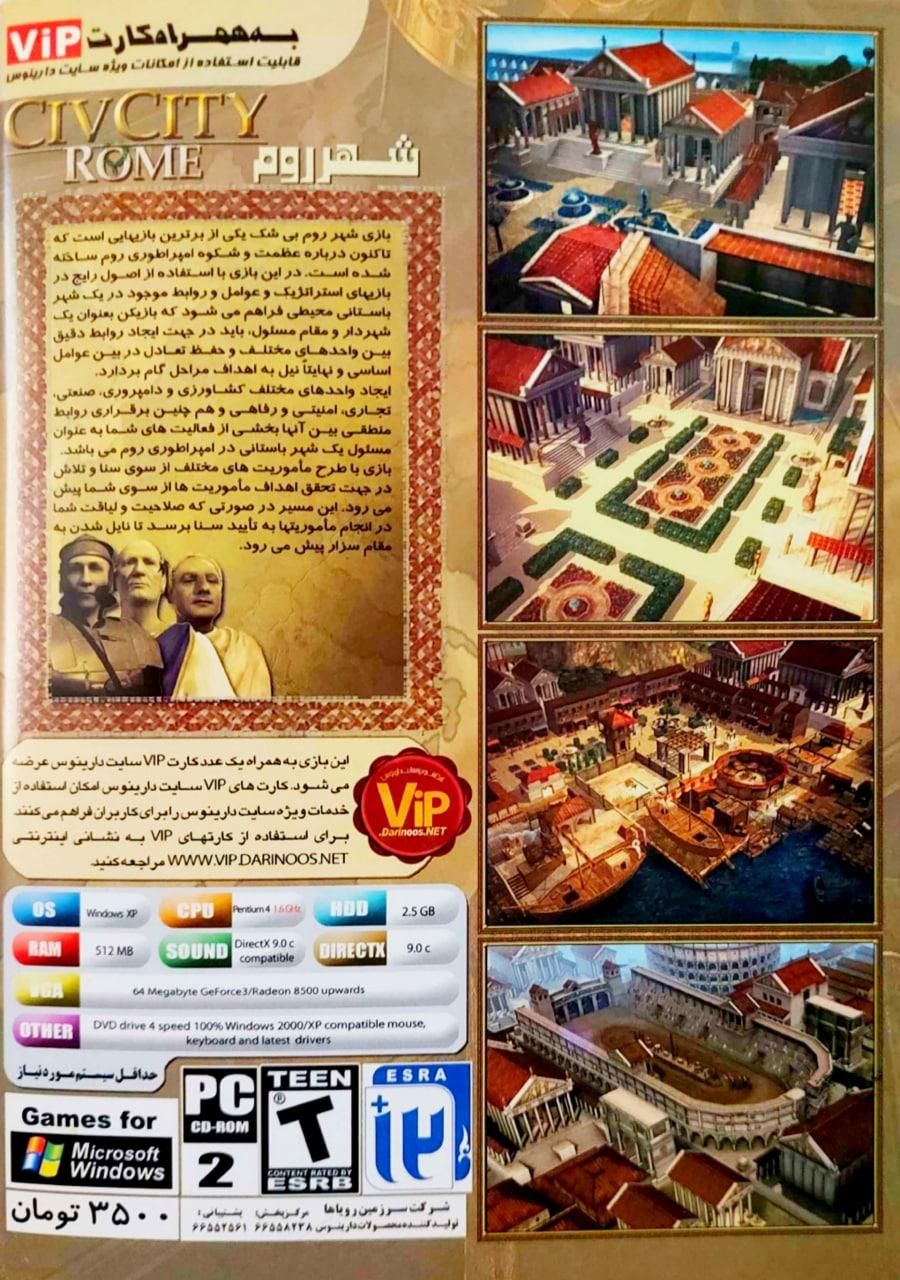 به همراه کارت ViP
قابلیت استفاده از امکانات ویژه سایت دارینوس
CIVCITY
ROME
شهر روم
بازی شهر روم بی شک یکی از برترین بازیهایی است که
تاکنون درباره عظمت و شکوه امپراطوری روم ساخته
شده است. در این بازی با استفاده از اصول رایج در
بازیهای استراتژیک و عوامل و روابط موجود در یک شهر
باستانی محیطی فراهم می شود که بازیکن بعنوان یک
شهردار و مقام مسئول، باید در جهت ایجاد روابط دقیق
بین واحدهای مختلف و حفظ تعادل در بین عوامل
اساسی و نهایتاً نیل به اهداف مراحل گام بردارد.
ایجاد واحدهای مختلف کشاورزی و دامپروری، صنعتی،
تجاری، امنیتی و رفاهی و هم چنین برقراری روابط
منطقی بین آنها بخشی از فعالیت های شما به عنوان
مسئول یک شهر باستانی در امپراطوری روم می باشد.
بازی با طرح مأموریت های مختلف از سوی سنا و تلاش
در جهت تحقق اهداف مأموریت ها از سوی شما پیش
می رود. این مسیر در صورتی که صلاحیت و لیاقت شما
در انجام مأموریتها به تأیید سنا برسد تا نایل شدن به
مقام سزار پیش می رود.
این بازی به همراه یک عدد کارت VIP سایت دارینوس عرضه
می شود. کارت های VIP سایت دارینوس امکان استفاده از
خدمات ویژه سایت دارینوس را برای کاربران فراهم می کنند
برای استفاده از کارتهای VIP به نشانی اینترنتی
WWW.VIP.DARINOOS.NET مراجعه کنید.
ViP
.Darinoos.NET
OS Windows XP CPU Pentium 4 1.6 GHz HDD 2.5 GB
RAM 512 MB SOUND DirectX 9.0 c compatible DIRECTX 9.0 c
VGA 64 Megabyte GeForce3/Radeon 8500 upwards
OTHER DVD drive 4 speed 100% Windows 2000/XP compatible mouse,
keyboard and latest drivers
حداقل سیستم مورد نیاز
Games for
Microsoft
Windows
PC
CD-ROM
2
TEEN
T
®
CONTENT RATED BY
ESRB
ESRA
+۱۲
۳۵۰۰ تومان
شرکت سرزمین رویاها مرکز پخش: پشتیبانی:
تولید کننده محصولات دارینوس ۶۶۵۵۸۲۳۸ ۶۶۵۵۲۵۶۱